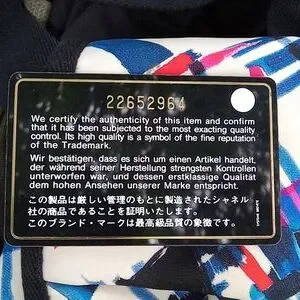 22652964
We certify the authenticity of this item and confirm
that it has been subjected to the most exacting quality
control. Its high quality is a symbol of the fine reputation
of the Trademark.
Wir bestätigen, dass es sich um einen Artikel handelt,
der während seiner Herstellung strengsten Kontrollen
unterworfen war, und dessen erstklassige Qualität
dem hohen Ansehen unserer Marke entspricht.
この製品は厳しい管理のもとに製造されたシャネル
社の商品であることを証明します。
このブランド・マークは最高級品質の象徴です。